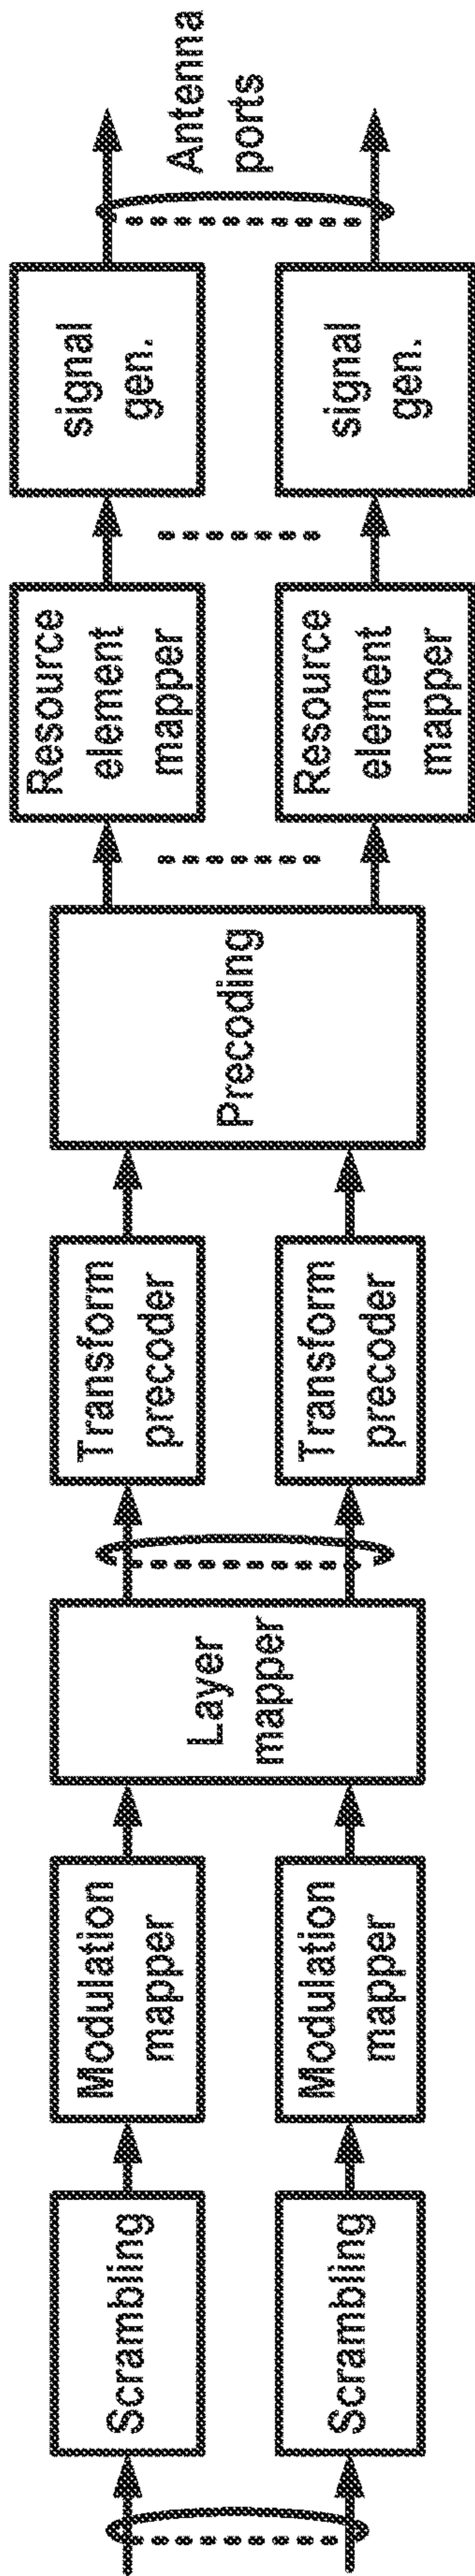 Scrambling
Scrambling
Modulation
mapper
Modulation
mapper
Layer
mapper
Transform
precoder
Transform
precoder
Precoding
Resource
element
mapper
Resource
element
mapper
signal
gen.
signal
gen.
Antenna
ports